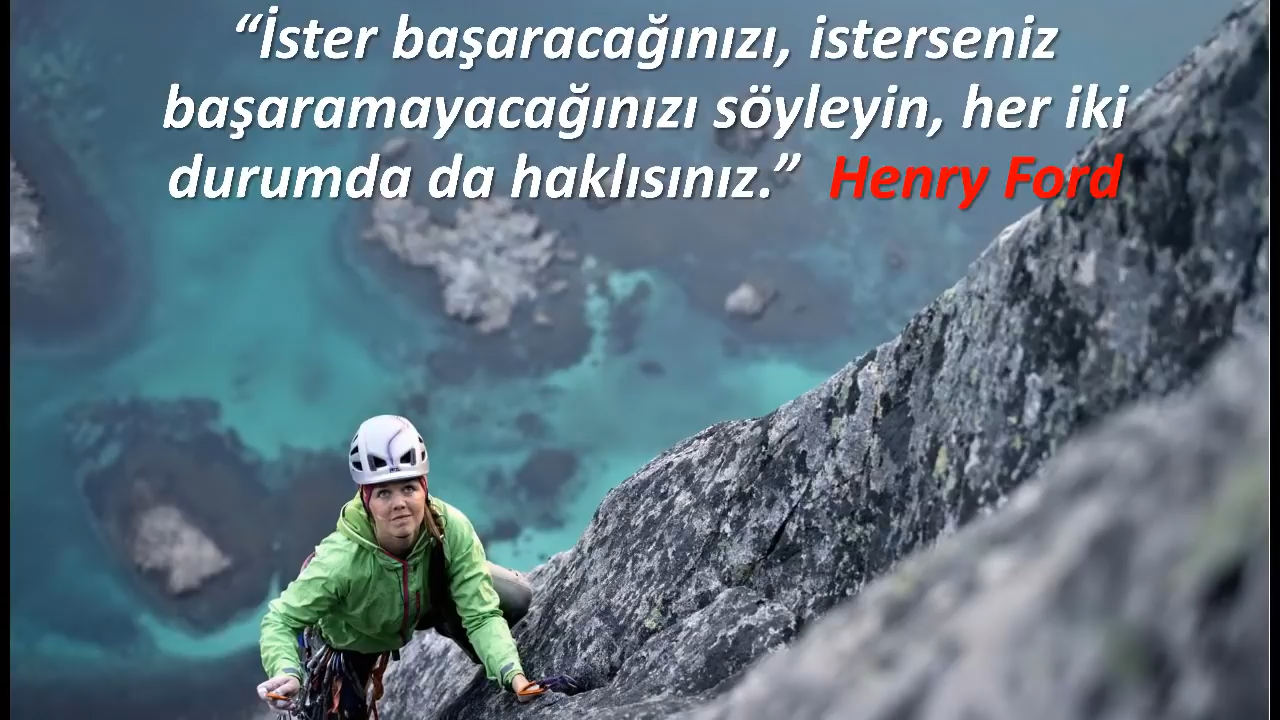 “İster başaracağınızı, isterseniz
başaramayacağınızı söyleyin, her iki
durumda da haklısınız.” Henry Ford